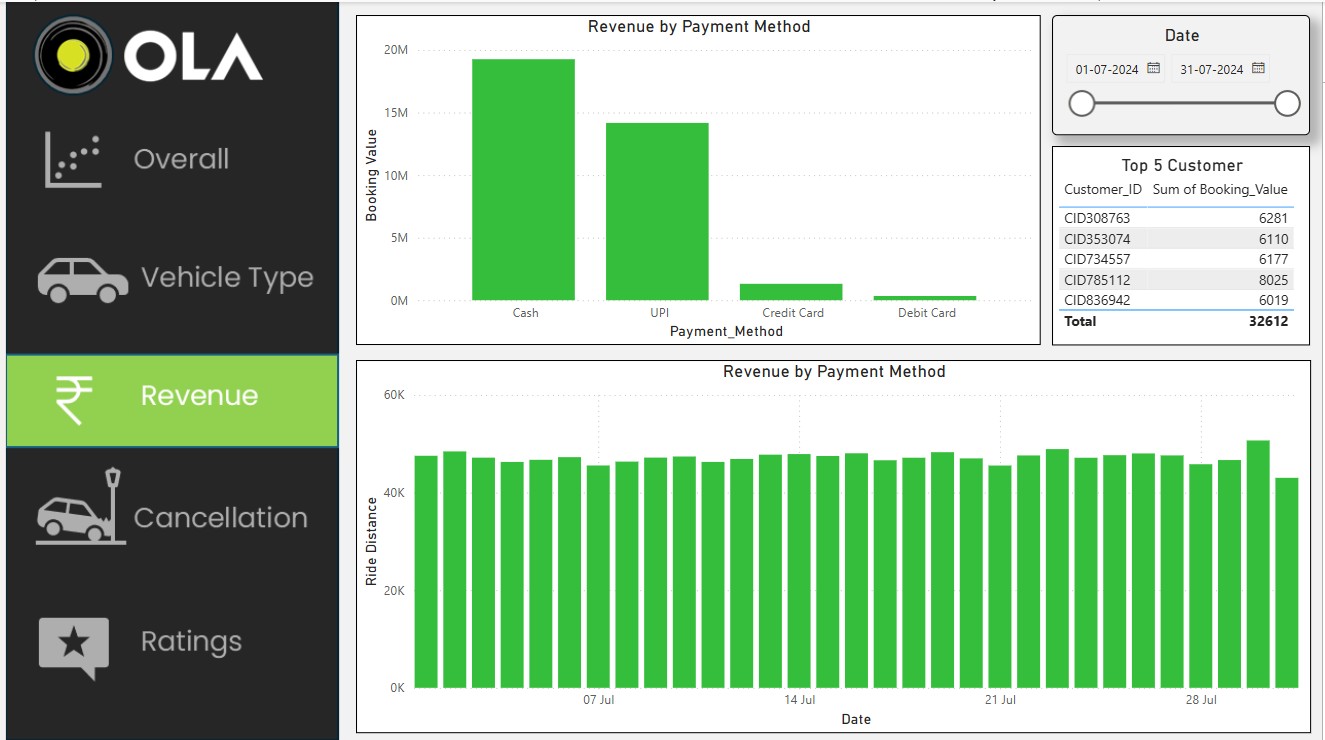 OLA
Overall
Vehicle Type
Revenue
Cancellation
Ratings
Revenue by Payment Method
Booking Value
20M
15M
10M
5M
0M
Cash UPI Credit Card Debit Card
Payment_Method
Date
01-07-2024 31-07-2024
Top 5 Customer
Customer_ID Sum of Booking_Value
CID308763 6281
CID353074 6110
CID734557 6177
CID785112 8025
CID836942 6019
Total 32612
Revenue by Payment Method
Ride Distance
60K
40K
20K
0K
07 Jul 14 Jul 21 Jul 28 Jul
Date